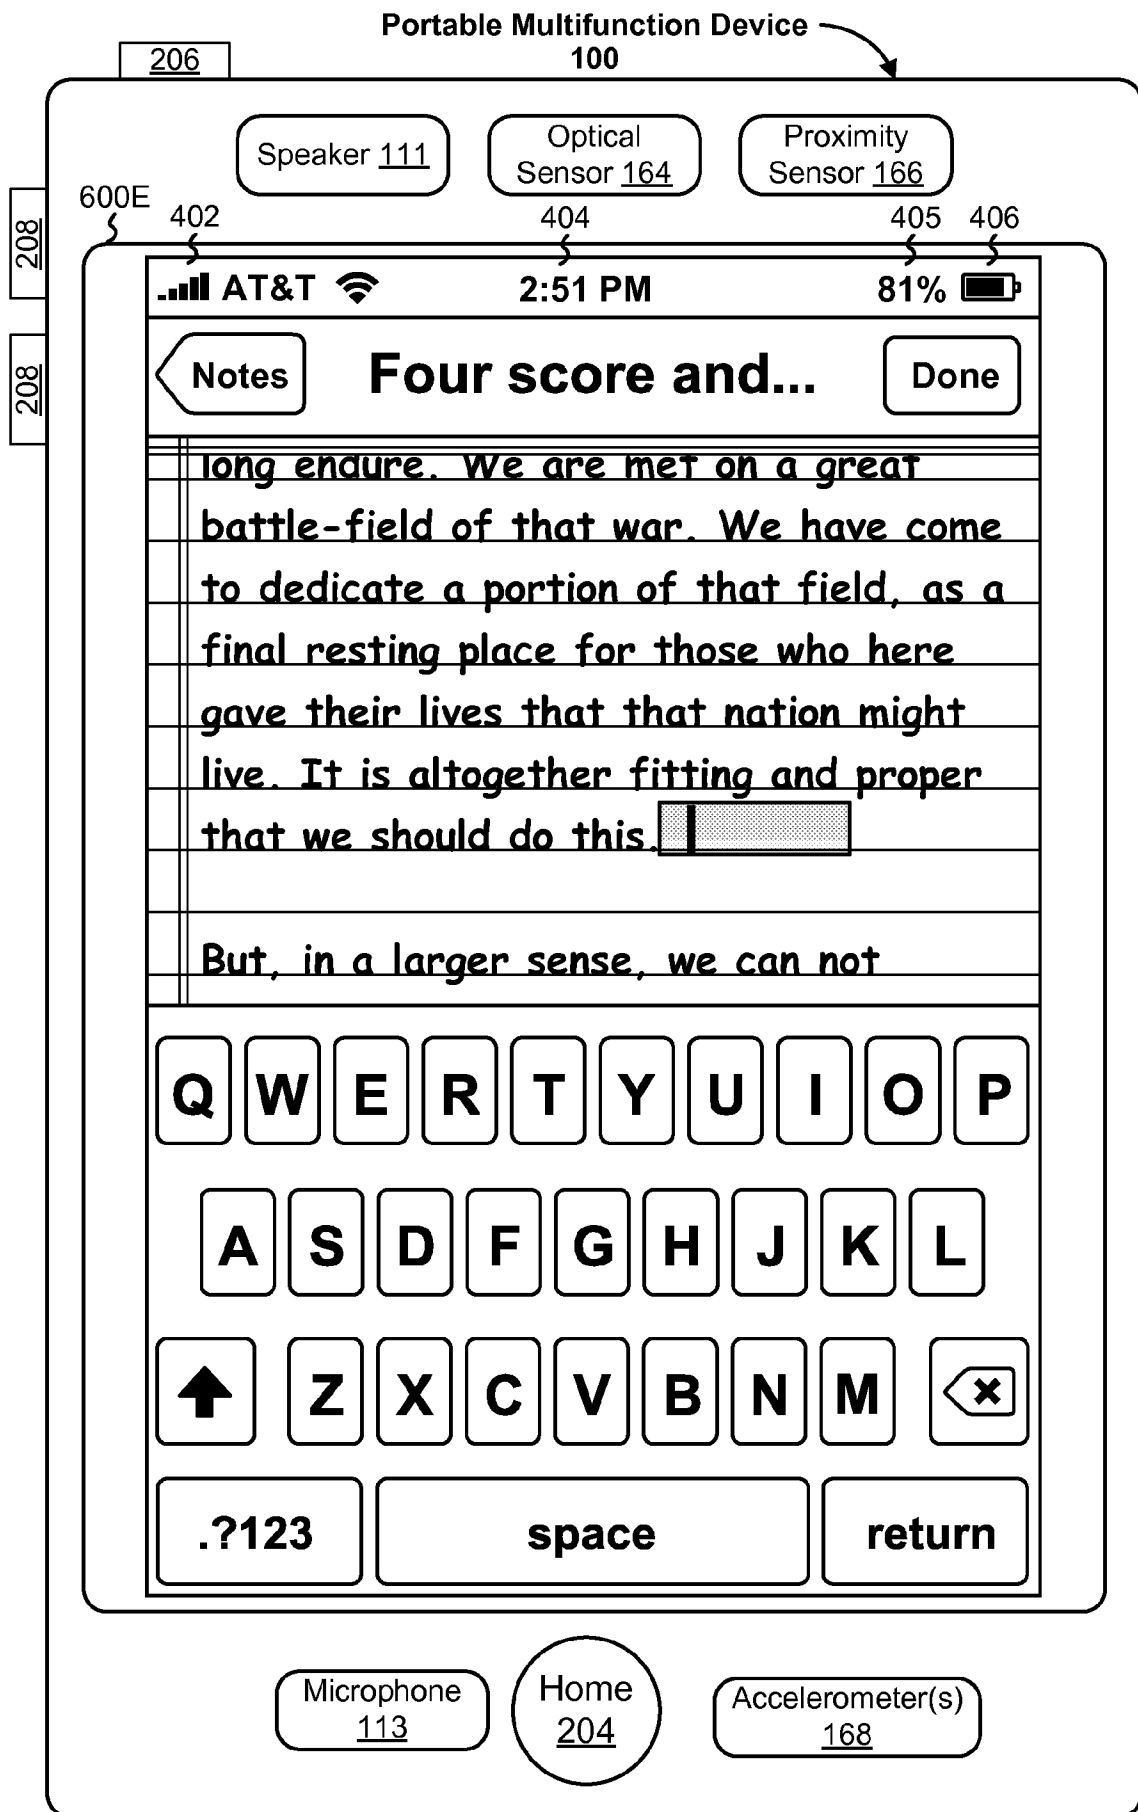 Portable Multifunction Device
100
206
Speaker 111
Optical
Sensor 164
Proximity
Sensor 166
208
208
600E
402
404
405
406
AT&T
2:51 PM
81%
Notes
Four score and...
Done
long endure. We are met on a great
battle-field of that war. We have come
to dedicate a portion of that field, as a
final resting place for those who here
gave their lives that that nation might
live. It is altogether fitting and proper
that we should do this.
But, in a larger sense, we can not
Q W E R T Y U I O P
A S D F G H J K L
Z X C V B N M
.?123 space return
Microphone
113
Home
204
Accelerometer(s)
168